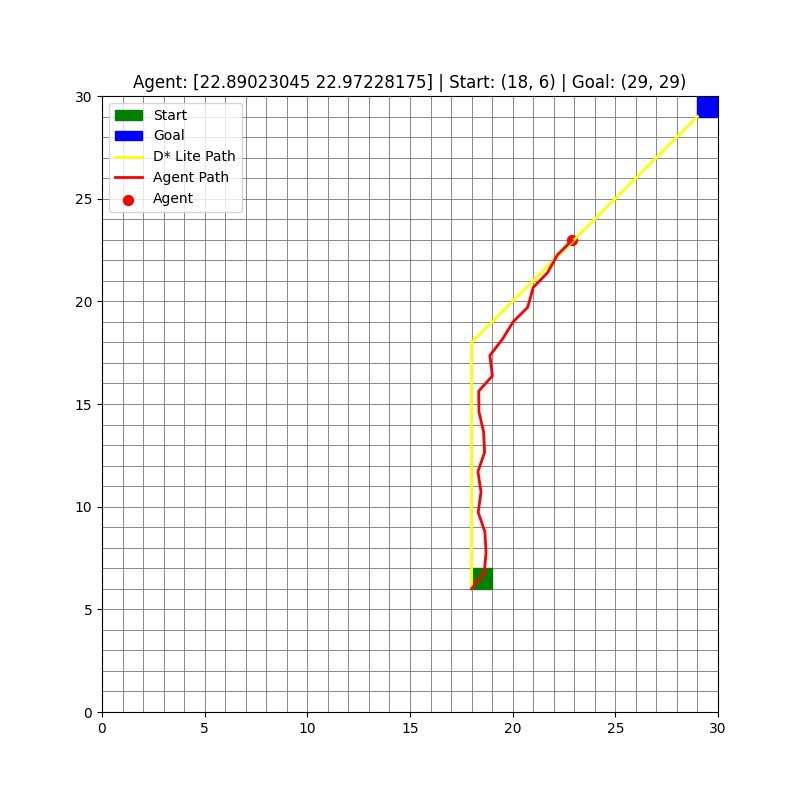 Agent: [22.89023045 22.97228175] | Start: (18, 6) | Goal: (29, 29)
Start
Goal
D* Lite Path
Agent Path
Agent
30
25
20
15
10
5
0
0 5 10 15 20 25 30